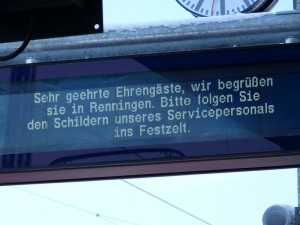 Sehr geehrte Ehrengäste, wir begrüßen
sie in Renningen. Bitte folgen Sie
den Schildern unseres Servicepersonals
ins Festzelt.